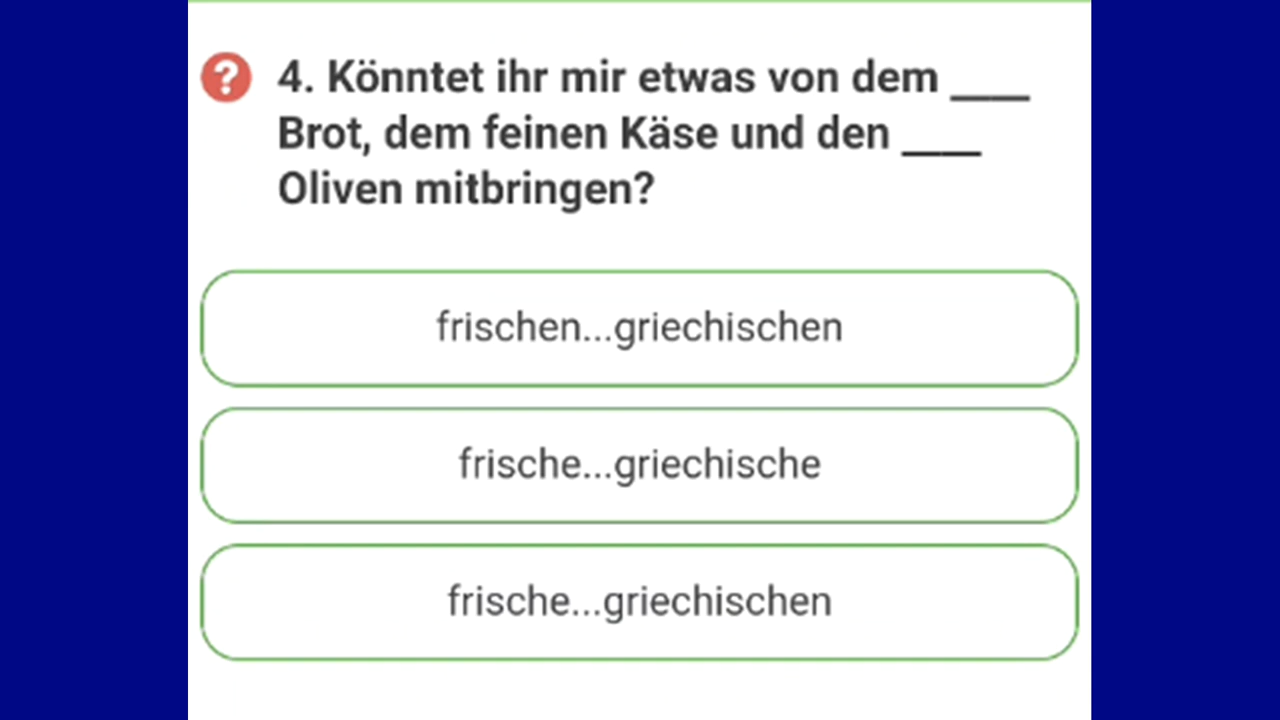 ?
4. Könntet ihr mir etwas von dem ____
Brot, dem feinen Käse und den ____
Oliven mitbringen?
frischen...griechischen
frische...griechische
frische...griechischen